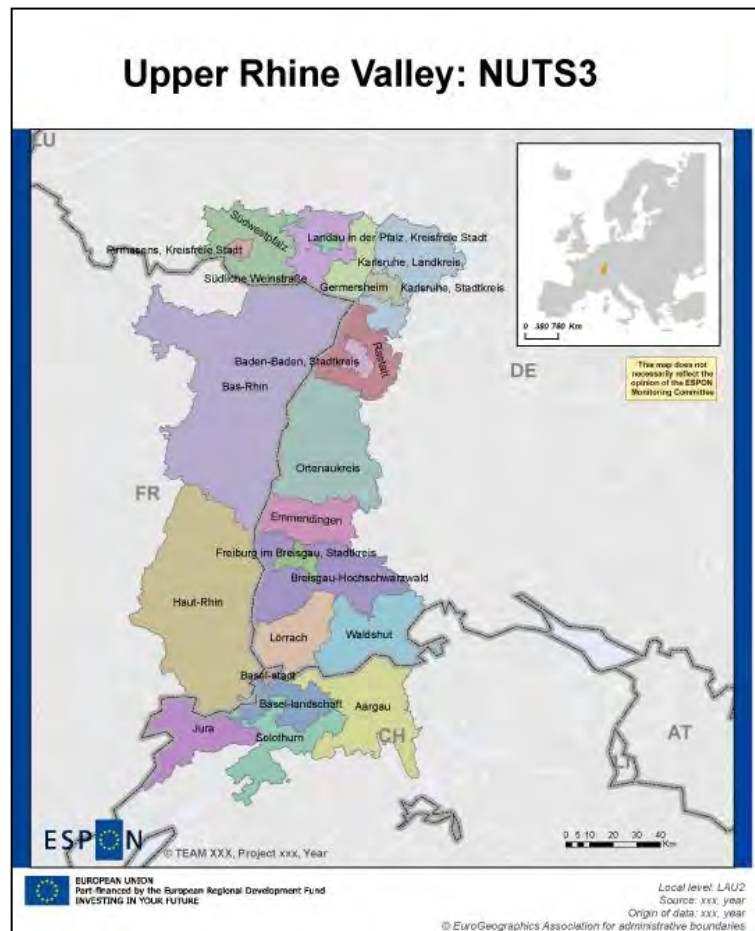 Upper Rhine Valley: NUTS3
LU
Südwestpfalz
Landau in der Pfalz, Kreisfreie Stadt
Pirmasens, Kreisfreie Stadt
Karlsruhe, Landkreis
Südliche Weinstraße
Germersheim
Karlsruhe, Stadtkreis
0 380 760 Km
Rastatt
Baden-Baden, Stadtkreis
DE
This map does not
necessarily reflect the
opinion of the ESPON
Monitoring Committee
Bas-Rhin
Ortenaukreis
FR
Emmendingen
Freiburg im Breisgau, Stadtkreis
Breisgau-Hochschwarzwald
Haut-Rhin
Lörrach
Waldshut
Basel-stadt
Basel-landschaft
Aargau
Jura
Solothurn
CH
AT
LI
ESPON
© TEAM XXX, Project xxx, Year
0 5 10 20 30 40
Km
EUROPEAN UNION
Part-financed by the European Regional Development Fund
INVESTING IN YOUR FUTURE
Local level: LAU2
Source: xxx, year
Origin of data: xxx, year
© EuroGeographics Association for administrative boundaries